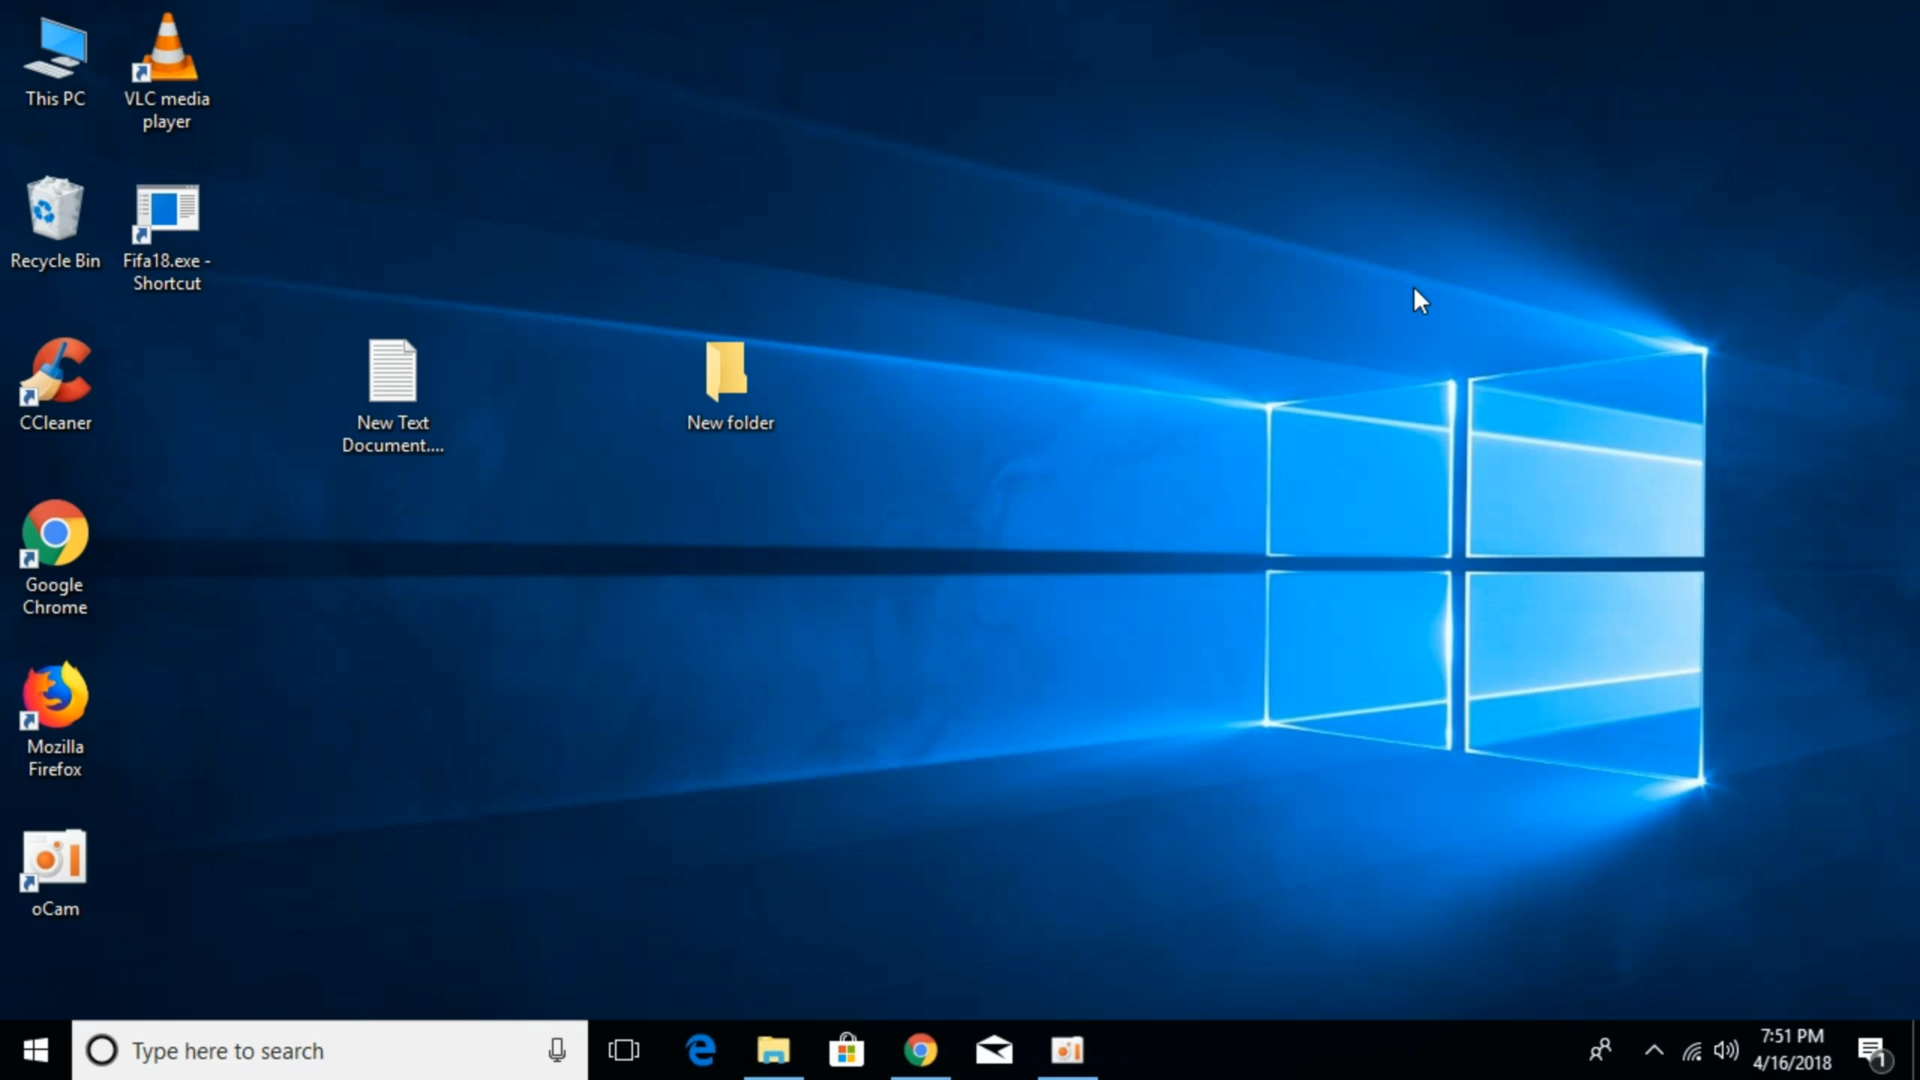 This PC
VLC media
player
Recycle Bin
Fifa18.exe -
Shortcut
CCleaner
New Text
Document....
New folder
Google
Chrome
Mozilla
Firefox
oCam
Type here to search
7:51 PM
4/16/2018
1